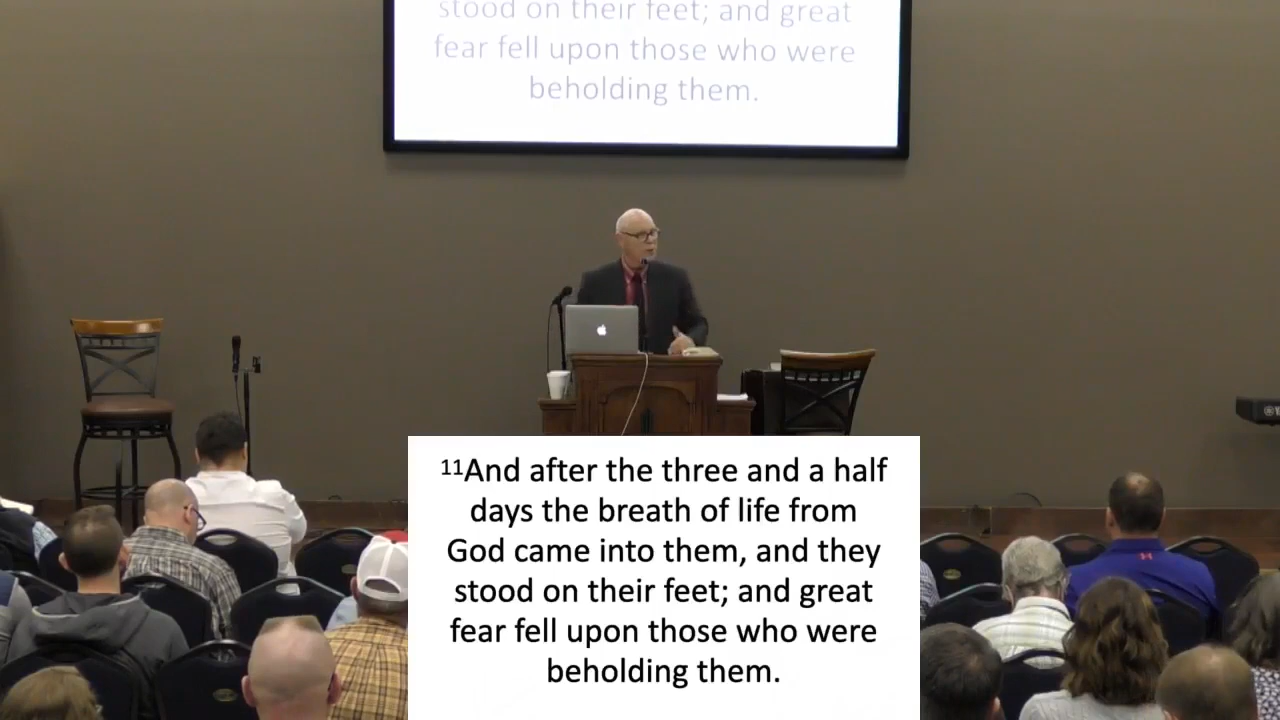 stood on their feet; and great
fear fell upon those who were
beholding them.
11And after the three and a half
days the breath of life from
God came into them, and they
stood on their feet; and great
fear fell upon those who were
beholding them.